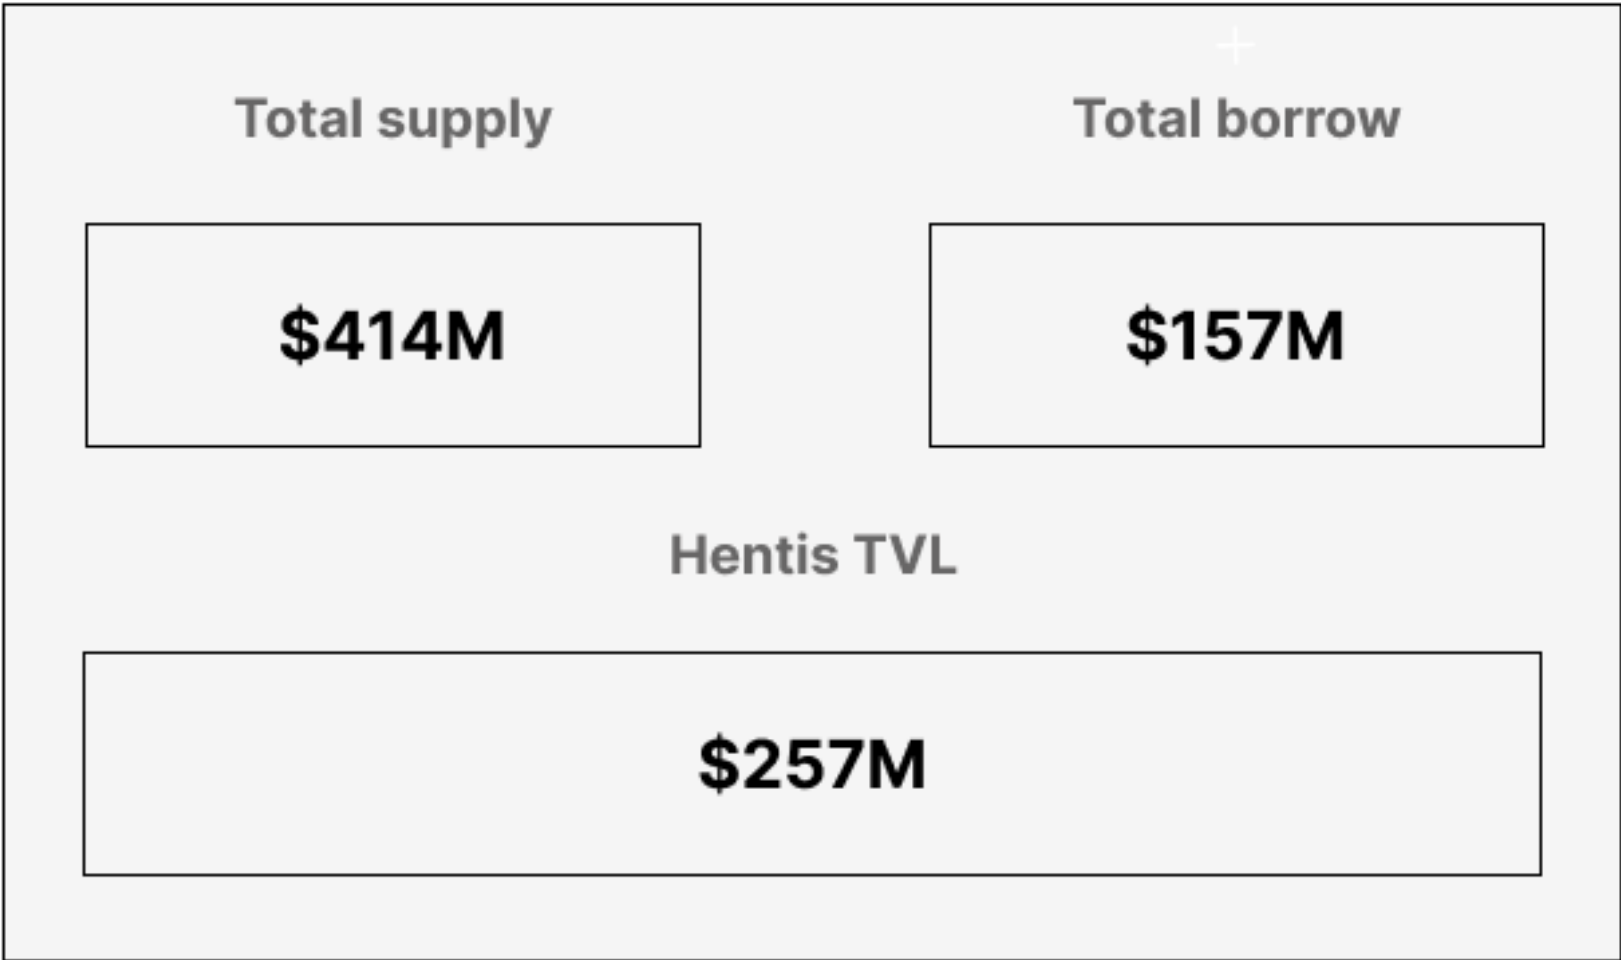 Total supply
Total borrow
$414M
$157M
Hentis TVL
$257M